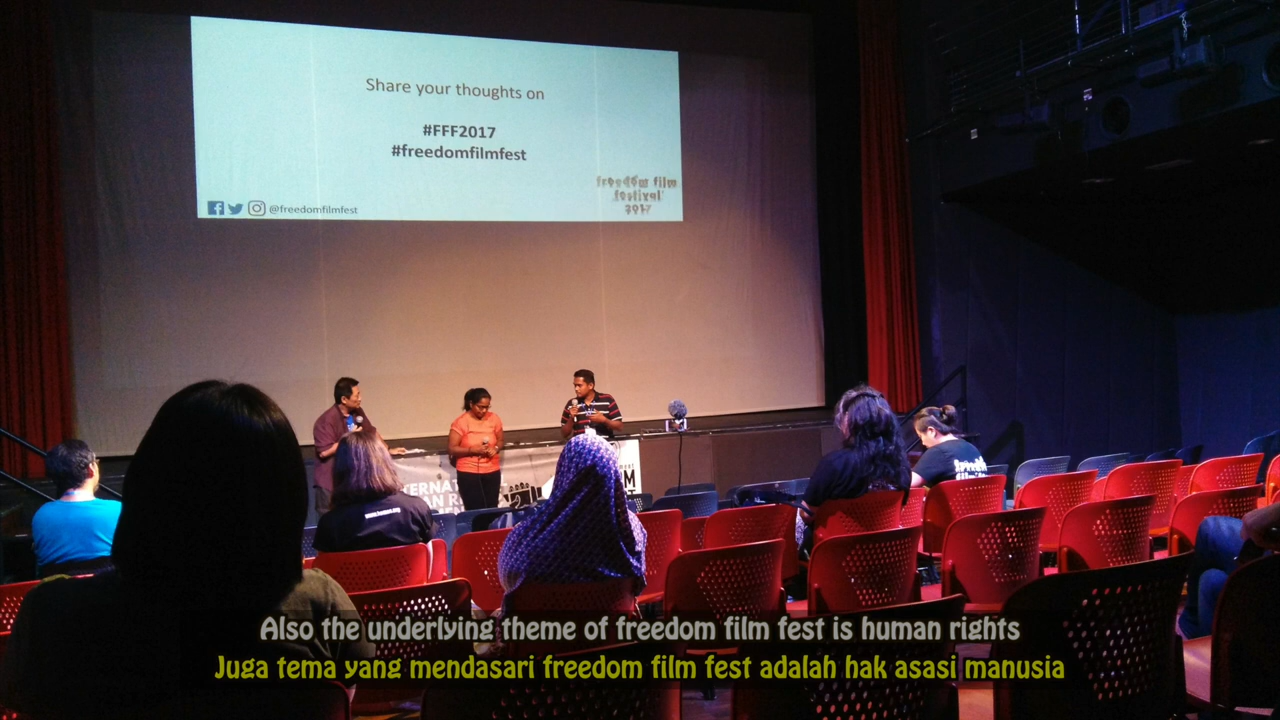 Share your thoughts on
#FFF2017
#freedomfilmfest
freedom film
festival
2017
@freedomfilmfest
Also the underlying theme of freedom film fest is human rights
Juga tema yang mendasari freedom film fest adalah hak asasi manusia